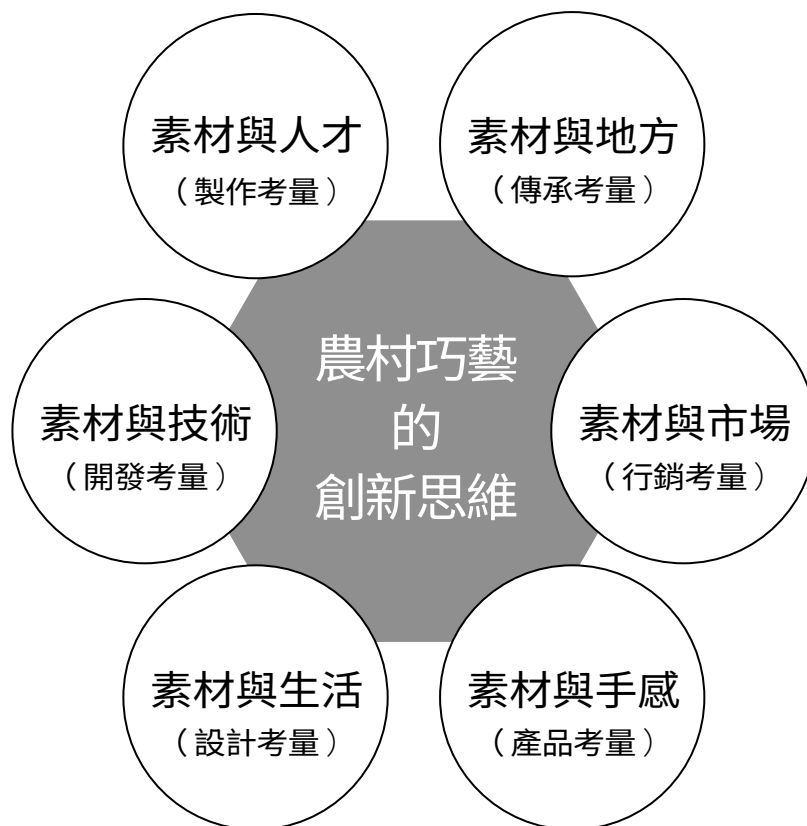 素材與人才
（製作考量）
素材與地方
（傳承考量）
素材與技術
（開發考量）
農村巧藝
的
創新思維
素材與市場
（行銷考量）
素材與生活
（設計考量）
素材與手感
（產品考量）